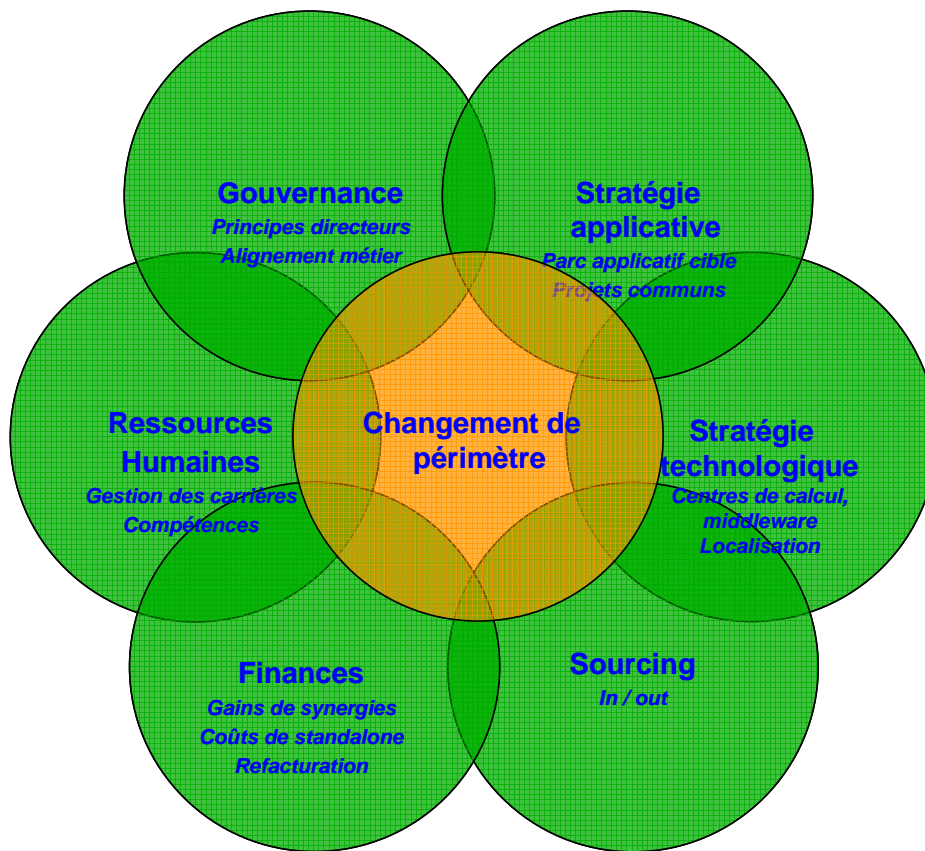 Gouvernance
Principes directeurs
Alignement métier
Stratégie
applicative
Parc applicatif cible
Projets communs
Ressources
Humaines
Gestion des carrières
Compétences
Changement de
périmètre
Stratégie
technologique
Centres de calcul,
middleware
Localisation
Finances
Gains de synergies
Coûts de standalone
Refacturation
Sourcing
In / out